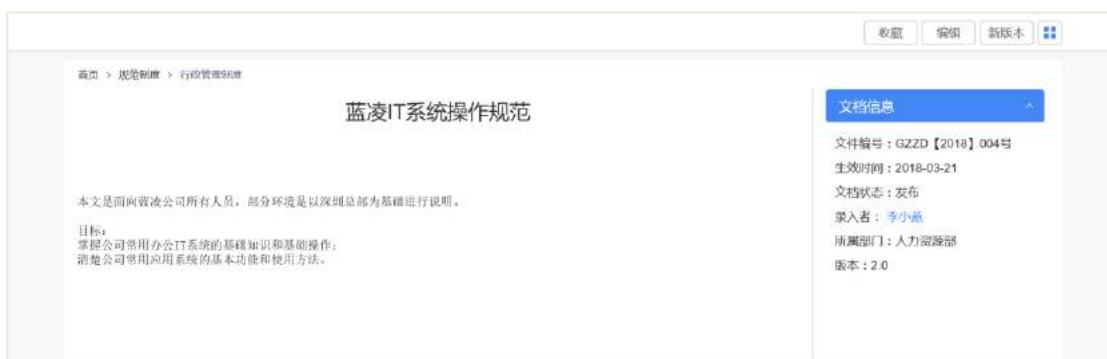 收藏 编辑 新版本
首页 > 规范制度 > 行政管理制度
蓝凌IT系统操作规范
本文是面向蓝凌公司所有人员，部分环境是以深圳总部为基础进行说明。
目标：
掌握公司常用办公IT系统的基础知识和基础操作；
清楚公司常用应用系统的基本功能和使用方法。
文档信息
文件编号：GZZD【2018】004号
生效时间：2018-03-21
文档状态：发布
录入者：李小薇
所属部门：人力资源部
版本：2.0